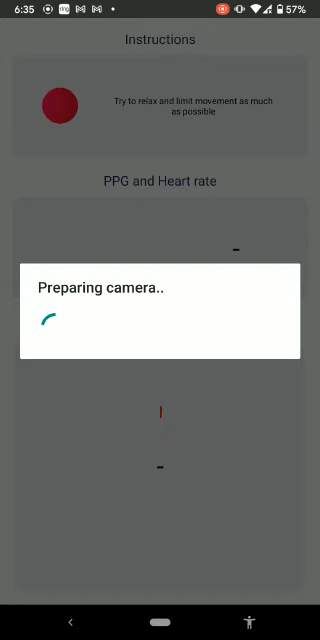 6:35
ring
57%
Instructions
Try to relax and limit movement as much
as possible
PPG and Heart rate
-
Preparing camera..
-